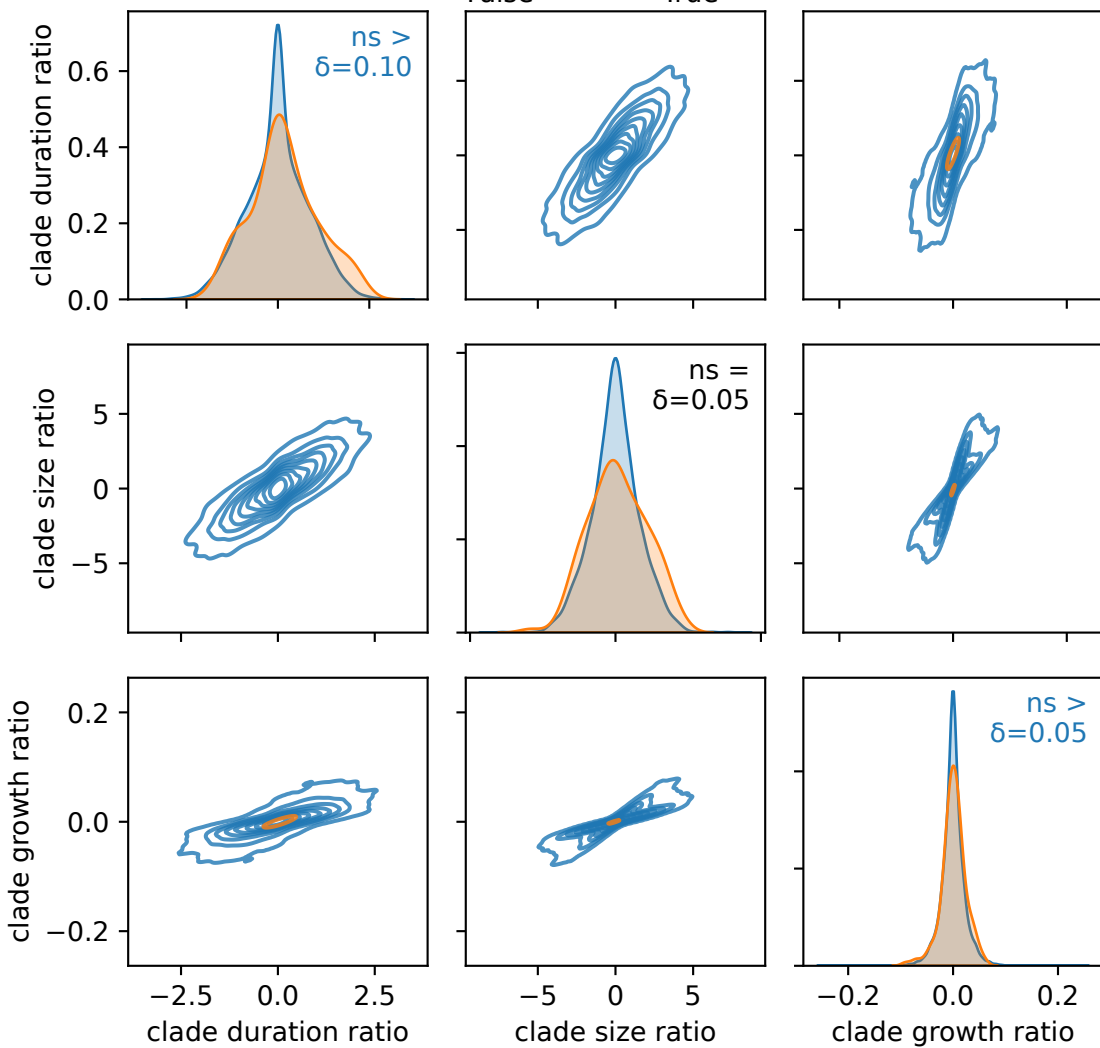 clade duration ratio
0.6
0.4
0.2
0.0
ns >
δ=0.10
clade size ratio
5
0
−5
ns =
δ=0.05
clade growth ratio
0.2
0.0
−0.2
ns >
δ=0.05
−2.5
0.0
2.5
−5
0
5
−0.2
0.0
0.2
clade duration ratio
clade size ratio
clade growth ratio